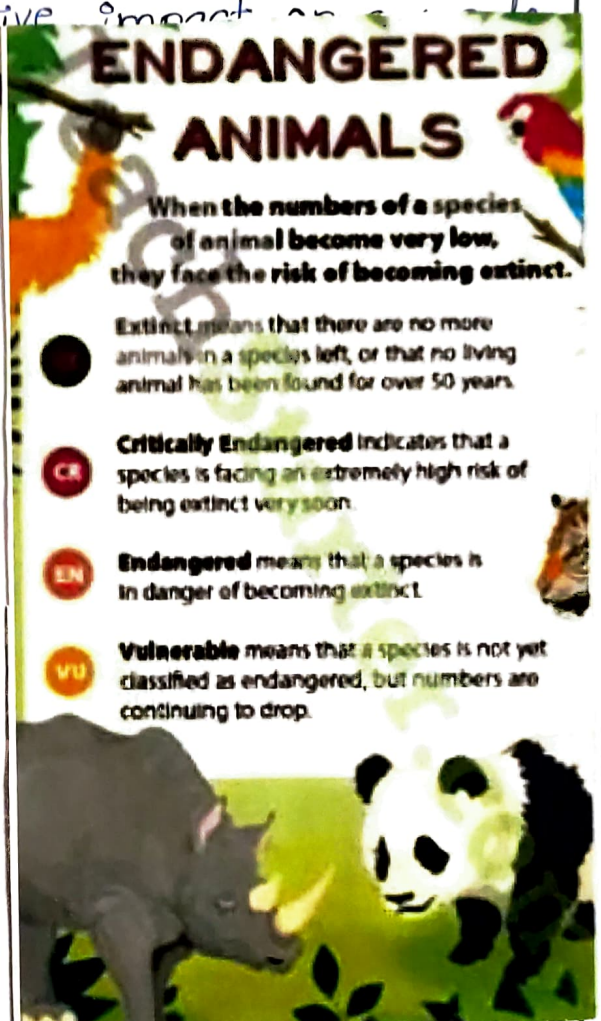 ive impact on
ENDANGERED
ANIMALS
When the numbers of a species
of animal become very low,
they face the risk of becoming extinct.
Extinct means that there are no more
animals in a species left, or that no living
animal has been found for over 50 years.
CR
Critically Endangered indicates that a
species is facing an extremely high risk of
being extinct very soon.
EN
Endangered means that a species is
in danger of becoming extinct.
VU
Vulnerable means that a species is not yet
classified as endangered, but numbers are
continuing to drop.